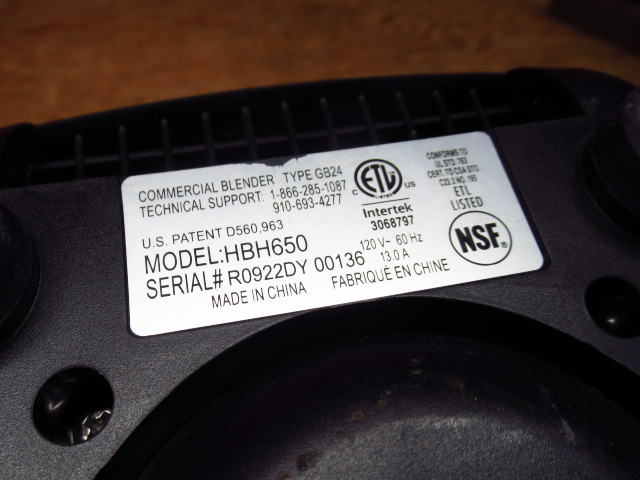 COMMERCIAL BLENDER TYPE GB24
TECHNICAL SUPPORT: 1-866-285-1087
910-693-4277
U.S. PATENT D560,963
MODEL:HBH650
SERIAL# R0922DY 00136
MADE IN CHINA
FABRIQUÉ EN CHINE
120 V~ 60 Hz
13.0 A
C ETL US
LISTED
Intertek
3068797
CONFORMS TO
UL STD. 763
CERT. TO CSA STD.
C22.2 NO. 195
ETL
LISTED
NSF